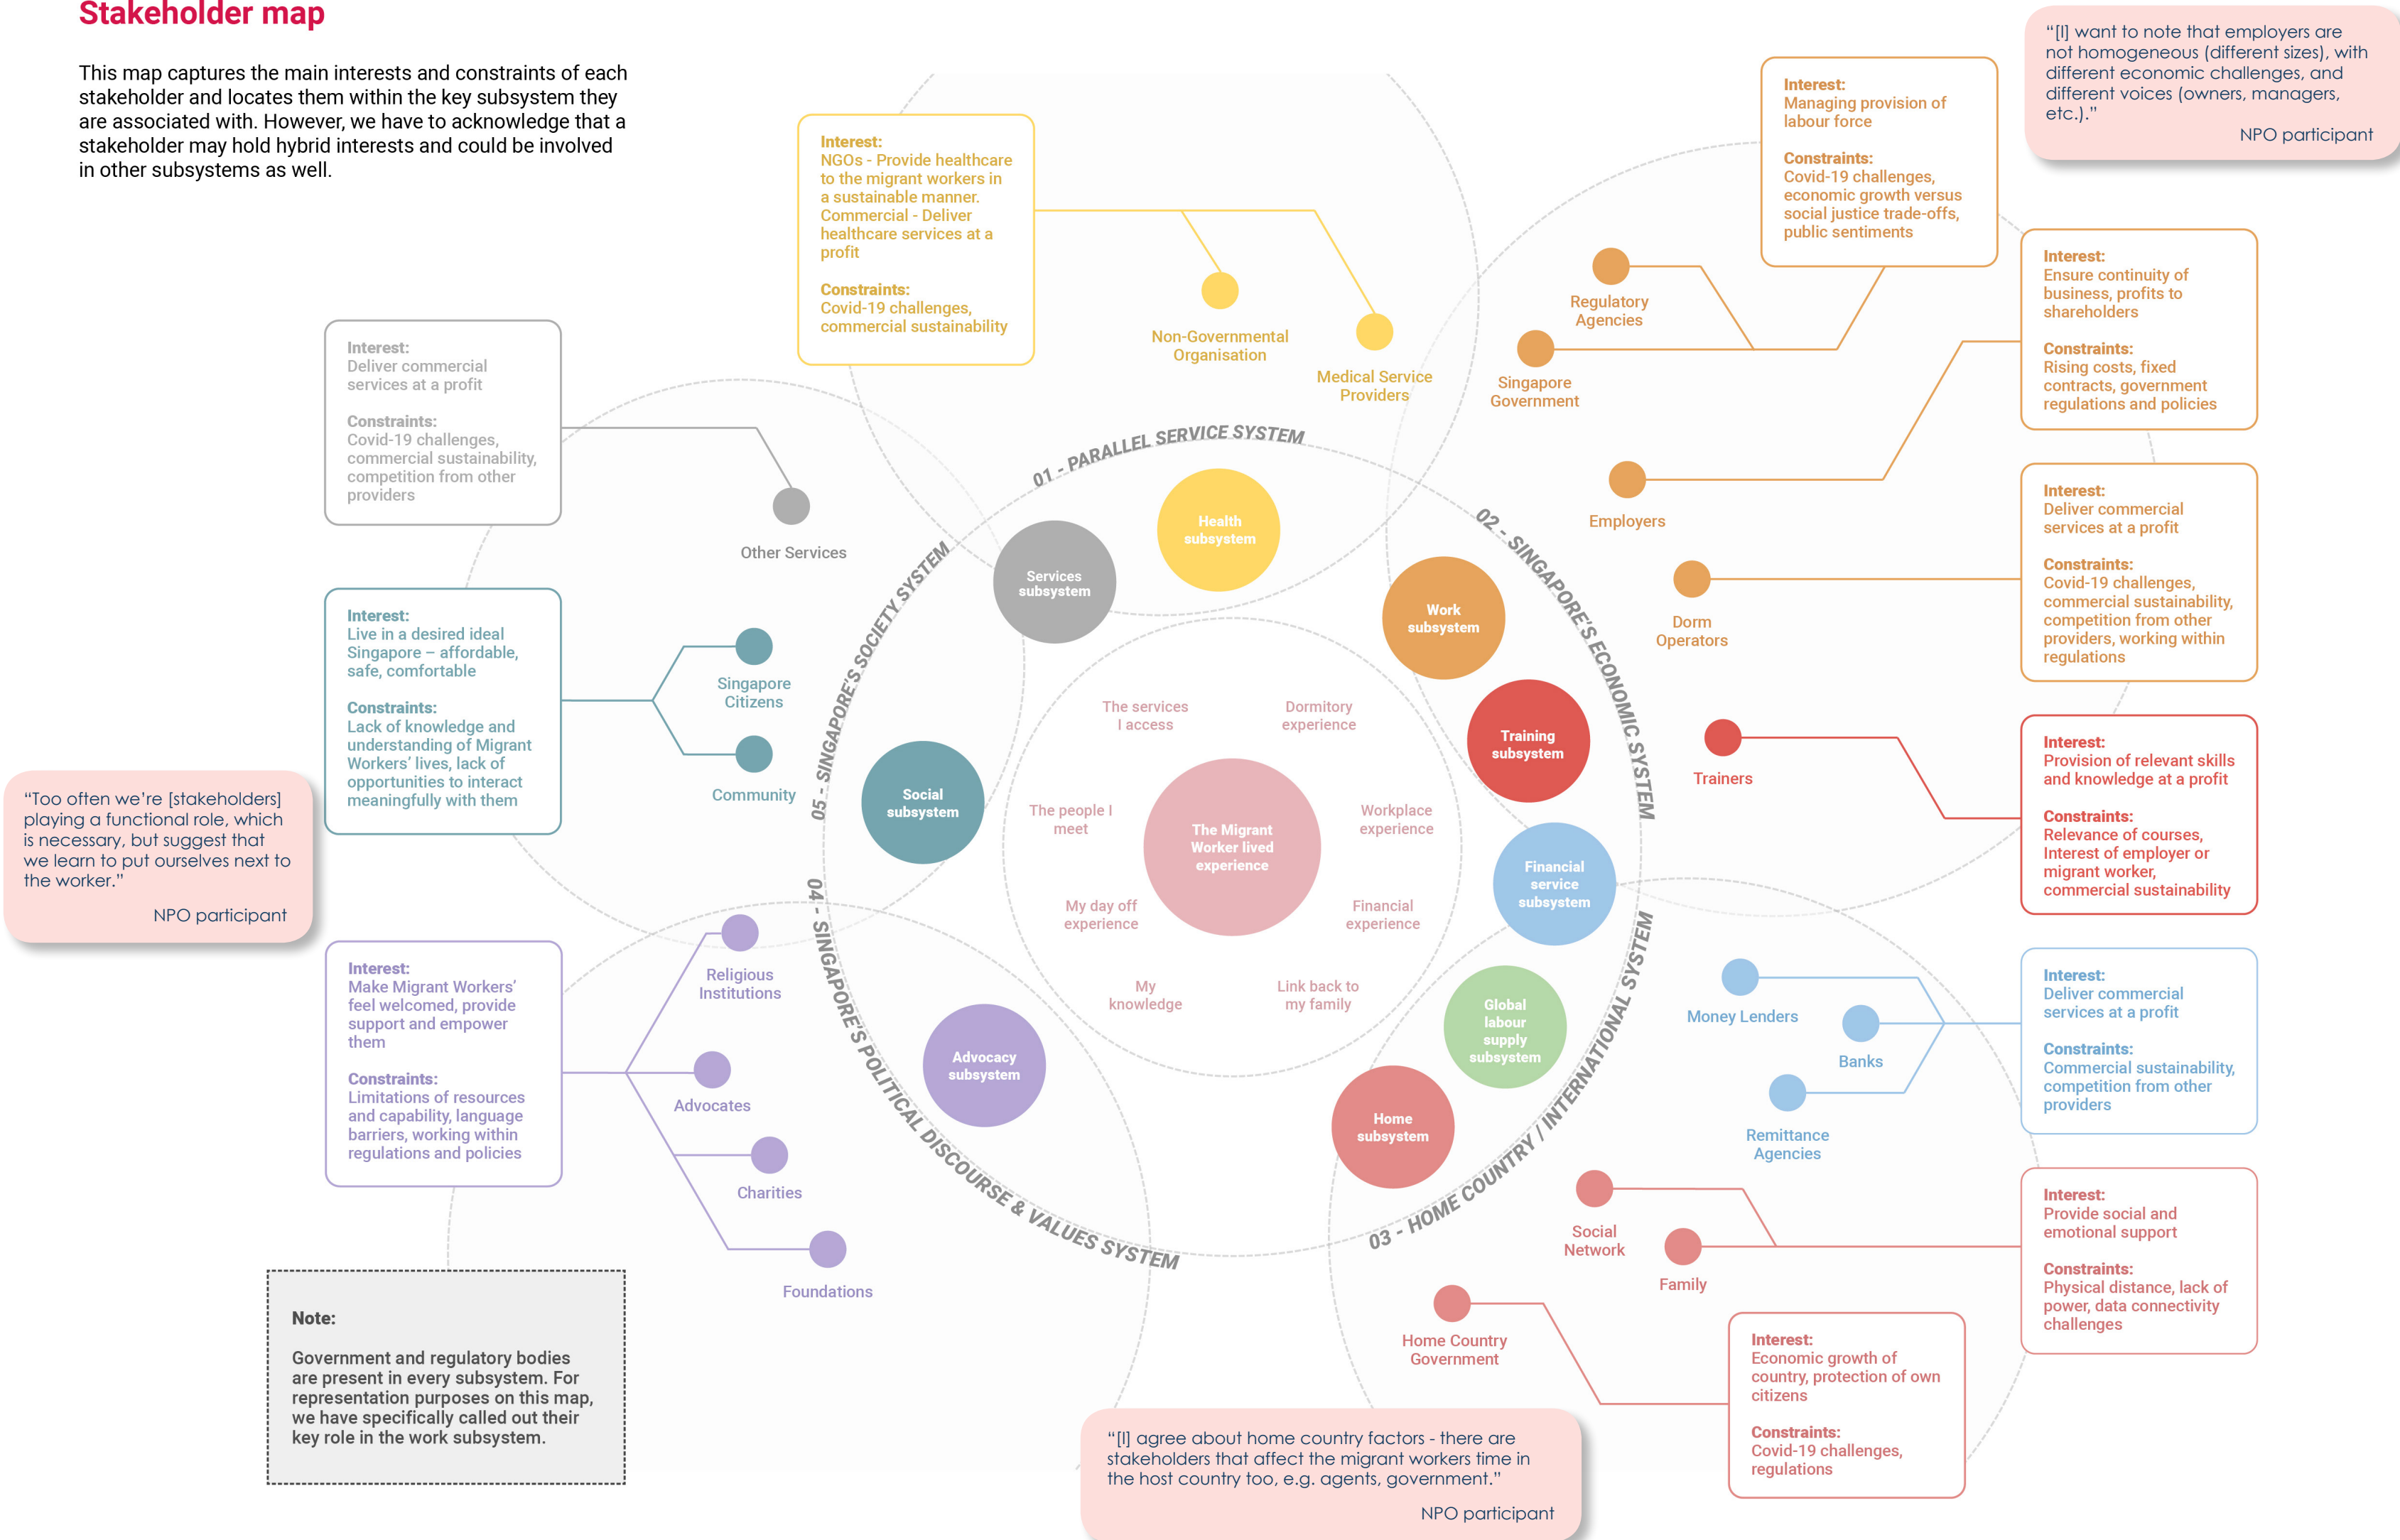 Stakeholder map
This map captures the main interests and constraints of each
stakeholder and locates them within the key subsystem they
are associated with. However, we have to acknowledge that a
stakeholder may hold hybrid interests and could be involved
in other subsystems as well.
“[I] want to note that employers are
not homogeneous (different sizes), with
different economic challenges, and
different voices (owners, managers,
etc.).”
NPO participant
Interest:
NGOs - Provide healthcare
to the migrant workers in
a sustainable manner.
Commercial - Deliver
healthcare services at a
profit
Constraints:
Covid-19 challenges,
commercial sustainability
Non-Governmental
Organisation
Medical Service
Providers
Interest:
Managing provision of
labour force
Constraints:
Covid-19 challenges,
economic growth versus
social justice trade-offs,
public sentiments
Regulatory
Agencies
Singapore
Government
Interest:
Ensure continuity of
business, profits to
shareholders
Constraints:
Rising costs, fixed
contracts, government
regulations and policies
Employers
Interest:
Deliver commercial
services at a profit
Constraints:
Covid-19 challenges,
commercial sustainability,
competition from other
providers, working within
regulations
Dorm
Operators
Interest:
Provision of relevant skills
and knowledge at a profit
Constraints:
Relevance of courses,
Interest of employer or
migrant worker,
commercial sustainability
Trainers
Interest:
Deliver commercial
services at a profit
Constraints:
Commercial sustainability,
competition from other
providers
Money Lenders
Banks
Remittance
Agencies
Interest:
Provide social and
emotional support
Constraints:
Physical distance, lack of
power, data connectivity
challenges
Social
Network
Family
Home Country
Government
Interest:
Economic growth of
country, protection of own
citizens
Constraints:
Covid-19 challenges,
regulations
“[I] agree about home country factors - there are
stakeholders that affect the migrant workers time in
the host country too, e.g. agents, government.”
NPO participant
Interest:
Deliver commercial
services at a profit
Constraints:
Covid-19 challenges,
commercial sustainability,
competition from other
providers
Other Services
Interest:
Live in a desired ideal
Singapore – affordable,
safe, comfortable
Constraints:
Lack of knowledge and
understanding of Migrant
Workers’ lives, lack of
opportunities to interact
meaningfully with them
Singapore
Citizens
Community
“Too often we’re [stakeholders]
playing a functional role, which
is necessary, but suggest that
we learn to put ourselves next to
the worker.”
NPO participant
Interest:
Make Migrant Workers’
feel welcomed, provide
support and empower
them
Constraints:
Limitations of resources
and capability, language
barriers, working within
regulations and policies
Religious
Institutions
Advocates
Charities
Foundations
Note:
Government and regulatory bodies
are present in every subsystem. For
representation purposes on this map,
we have specifically called out their
key role in the work subsystem.
01 - PARALLEL SERVICE SYSTEM
02 - SINGAPORE’S ECONOMIC SYSTEM
03 - HOME COUNTRY / INTERNATIONAL SYSTEM
04 - SINGAPORE’S POLITICAL DISCOURSE & VALUES SYSTEM
05 - SINGAPORE’S SOCIETY SYSTEM
Services
subsystem
Health
subsystem
Work
subsystem
Training
subsystem
Financial
service
subsystem
Global
labour
supply
subsystem
Home
subsystem
Advocacy
subsystem
Social
subsystem
The services
I access
Dormitory
experience
The people I
meet
Workplace
experience
The Migrant
Worker lived
experience
My day off
experience
Financial
experience
My
knowledge
Link back to
my family